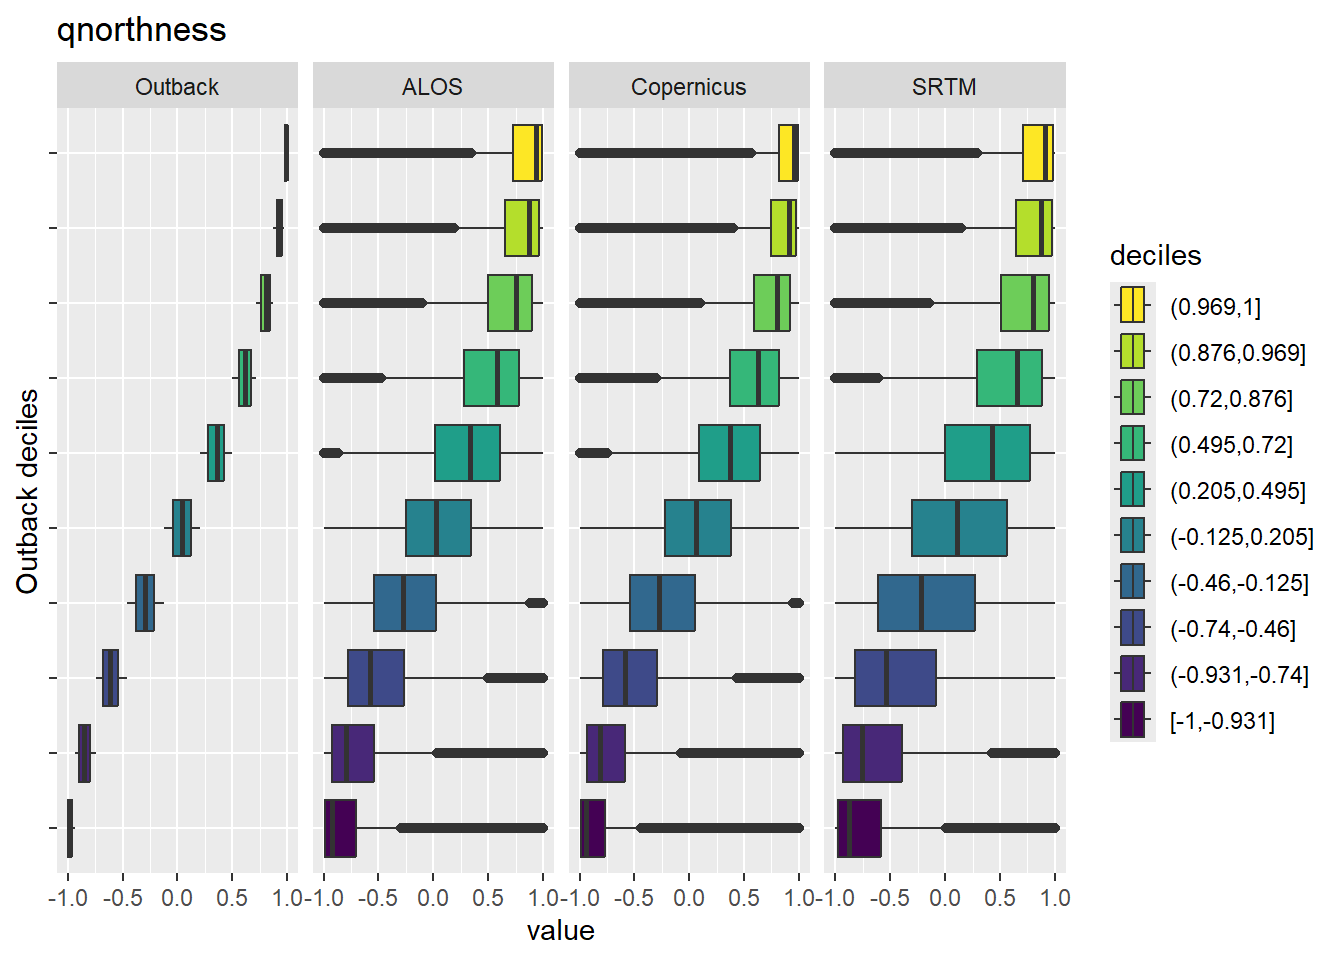 qnorthness
Outback
ALOS
Copernicus
SRTM
Outback deciles
-1.0 -0.5 0.0 0.5 1.0
-1.0 -0.5 0.0 0.5 1.0
-1.0 -0.5 0.0 0.5 1.0
-1.0 -0.5 0.0 0.5 1.0
value
deciles
(0.969,1]
(0.876,0.969]
(0.72,0.876]
(0.495,0.72]
(0.205,0.495]
(-0.125,0.205]
(-0.46,-0.125]
(-0.74,-0.46]
(-0.931,-0.74]
[-1,-0.931]